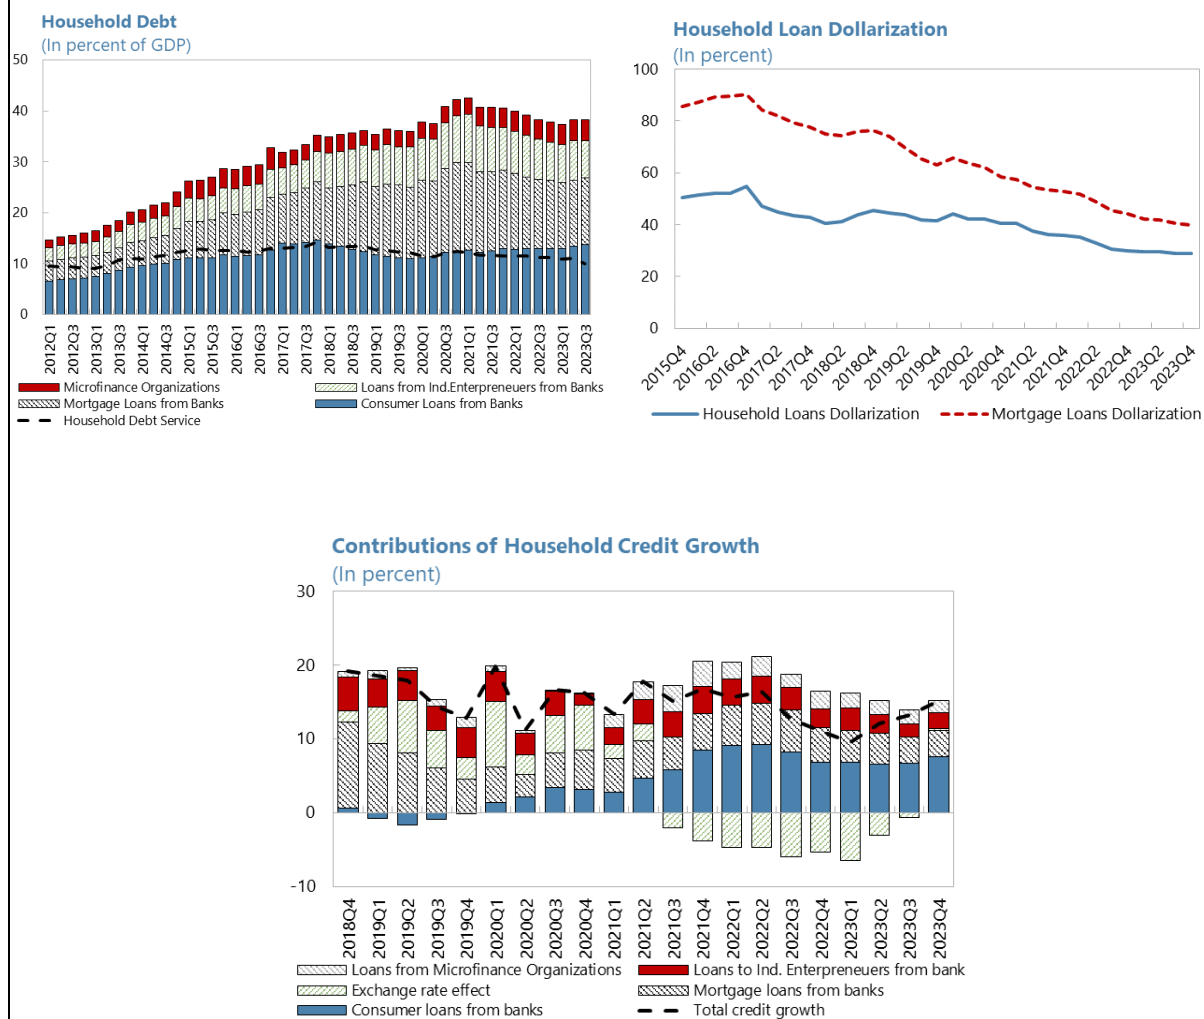 Household Debt
(In percent of GDP)
50
40
30
20
10
0
2012Q1
2012Q3
2013Q1
2013Q3
2014Q1
2014Q3
2015Q1
2015Q3
2016Q1
2016Q3
2017Q1
2017Q3
2018Q1
2018Q3
2019Q1
2019Q3
2020Q1
2020Q3
2021Q1
2021Q3
2022Q1
2022Q3
2023Q1
2023Q3
Microfinance Organizations
Loans from Ind.Enterpreneuers from Banks
Mortgage Loans from Banks
Consumer Loans from Banks
Household Debt Service
Household Loan Dollarization
(In percent)
100
80
60
40
20
0
2015Q4
2016Q2
2016Q4
2017Q2
2017Q4
2018Q2
2018Q4
2019Q2
2019Q4
2020Q2
2020Q4
2021Q2
2021Q4
2022Q2
2022Q4
2023Q2
2023Q4
Household Loans Dollarization
Mortgage Loans Dollarization
Contributions of Household Credit Growth
(In percent)
30
20
10
0
-10
2018Q4
2019Q1
2019Q2
2019Q3
2019Q4
2020Q1
2020Q2
2020Q3
2020Q4
2021Q1
2021Q2
2021Q3
2021Q4
2022Q1
2022Q2
2022Q3
2022Q4
2023Q1
2023Q2
2023Q3
2023Q4
Loans from Microfinance Organizations
Loans to Ind. Enterpreneuers from bank
Exchange rate effect
Mortgage loans from banks
Consumer loans from banks
Total credit growth